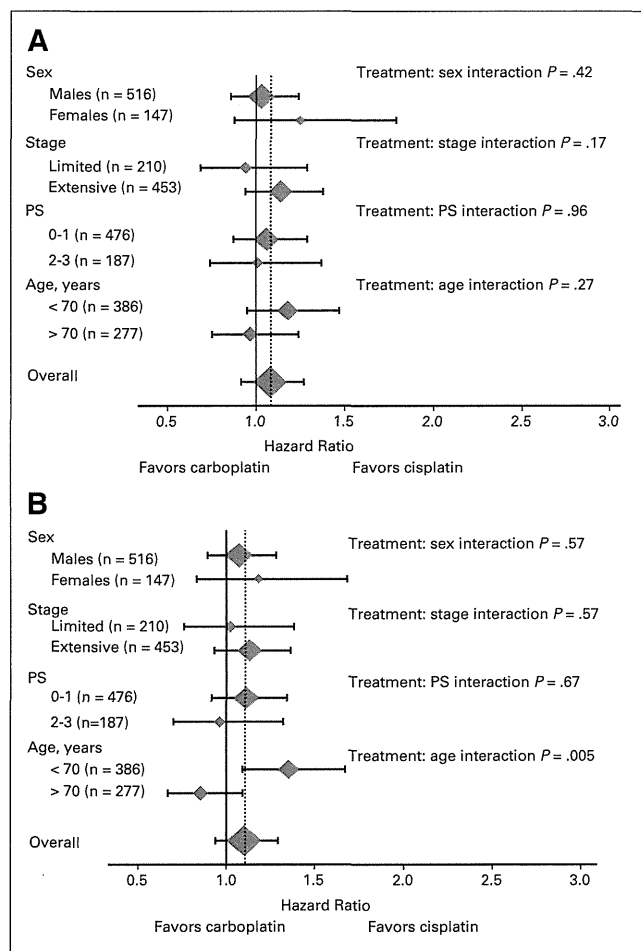 A
Sex
Treatment: sex interaction P = .42
Males (n = 516)
Females (n = 147)
Stage
Treatment: stage interaction P = .17
Limited (n = 210)
Extensive (n = 453)
PS
Treatment: PS interaction P = .96
0-1 (n = 476)
2-3 (n = 187)
Age, years
Treatment: age interaction P = .27
< 70 (n = 386)
> 70 (n = 277)
Overall
0.5 1.0 1.5 2.0 2.5 3.0
Hazard Ratio
Favors carboplatin Favors cisplatin
B
Sex
Treatment: sex interaction P = .57
Males (n = 516)
Females (n = 147)
Stage
Treatment: stage interaction P = .57
Limited (n = 210)
Extensive (n = 453)
PS
Treatment: PS interaction P = .67
0-1 (n = 476)
2-3 (n=187)
Age, years
Treatment: age interaction P = .005
< 70 (n = 386)
> 70 (n = 277)
Overall
0.5 1.0 1.5 2.0 2.5 3.0
Hazard Ratio
Favors carboplatin Favors cisplatin